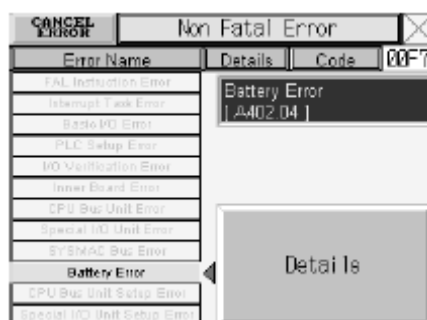 CANCEL
ERROR
Non Fatal Error
Error Name
Details
Code
00F7
FAL Instruction Error
Interrupt Task Error
Basic I/O Error
PLC Setup Error
I/O Verification Error
Inner Board Error
CPU Bus Unit Error
Special I/O Unit Error
SYSMAC Bus Error
Battery Error
CPU Bus Unit Setup Error
Special I/O Unit Setup Error
Battery Error
[ A402.04 ]
Details